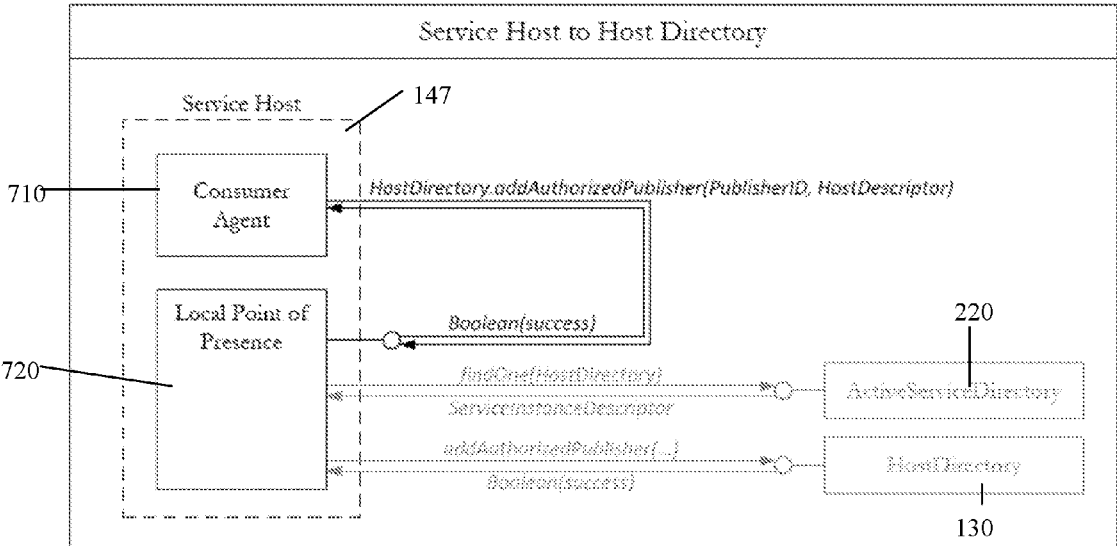 Service Host to Host Directory
Service Host
147
710
Consumer
Agent
HostDirectory.addAuthorizedPublisher(PublisherID, HostDescriptor)
Local Point of
Presence
Boolean(success)
720
220
findOne(HostDirectory)
ServiceInstanceDescriptor
ActiveServiceDirectory
addAuthorizedPublisher(...)
Boolean(success)
HostDirectory
130